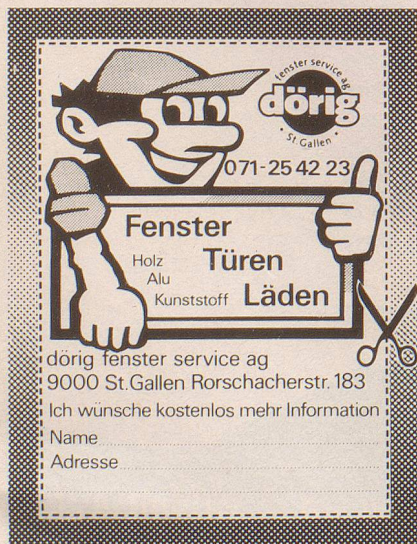 fenster service ag
dörig
• St. Gallen •
071-25 42 23
Fenster
Holz Türen
Alu
Kunststoff Läden
dörig fenster service ag
9000 St.Gallen Rorschacherstr. 183
Ich wünsche kostenlos mehr Information
Name
Adresse